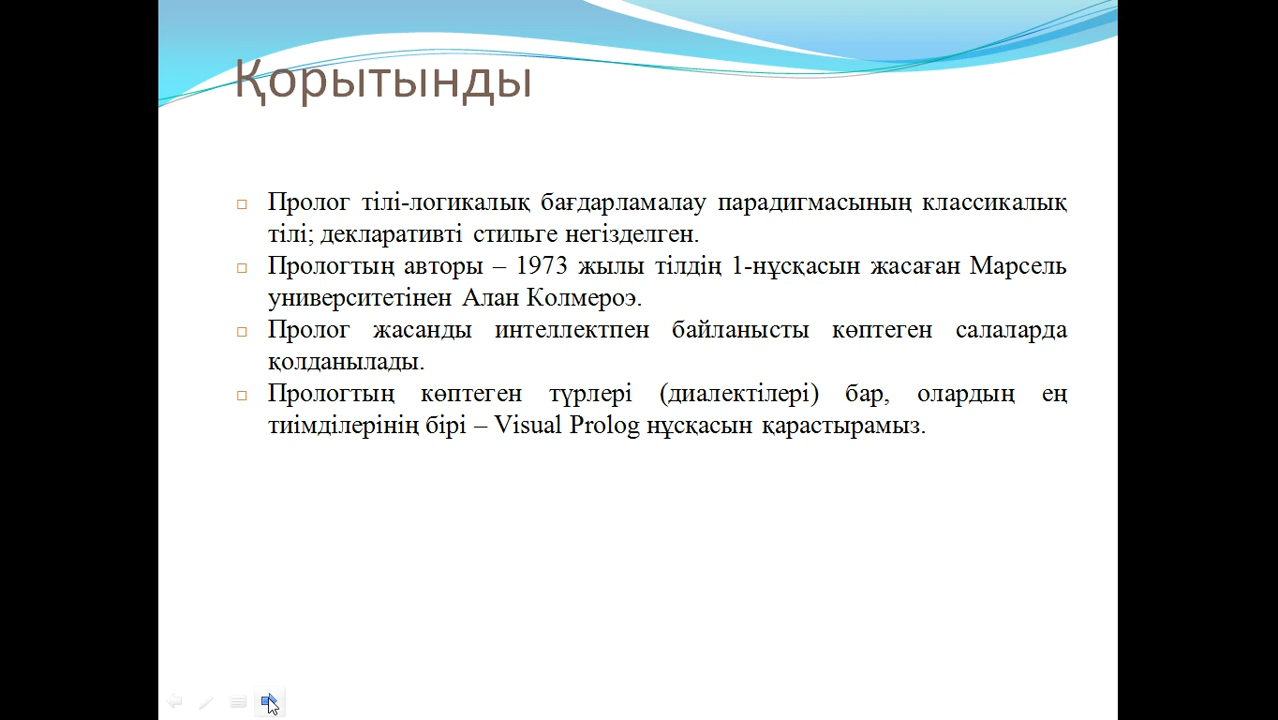 Қорытынды
Пролог тілі-логикалық бағдарламалау парадигмасының классикалық
тілі; декларативті стильге негізделген.
Прологтың авторы – 1973 жылы тілдің 1-нұсқасын жасаған Марсель
университетінен Алан Колмероэ.
Пролог жасанды интеллектпен байланысты көптеген салаларда
қолданылады.
Прологтың көптеген түрлері (диалектілері) бар, олардың ең
тиімділерінің бірі – Visual Prolog нұсқасын қарастырамыз.